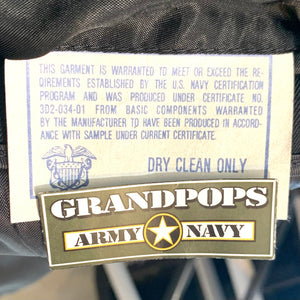 THIS GARMENT IS WARRANTED TO MEET OR EXCEED THE RE-
QIREMENTS ESTABLISHED BY THE U.S. NAVY CERTIFICATION
PROGRAM AND WAS PRODUCED UNDER CERTIFICATE NO.
3D2-034-01 FROM BASIC COMPONENTS WARRANTED
BY THE MANUFACTURER TO HAVE BEEN PRODUCED IN ACCORD-
ANCE WITH SAMPLE UNDER CURRENT CERTIFICATE.
DRY CLEAN ONLY
GRANDPOPS
ARMY NAVY